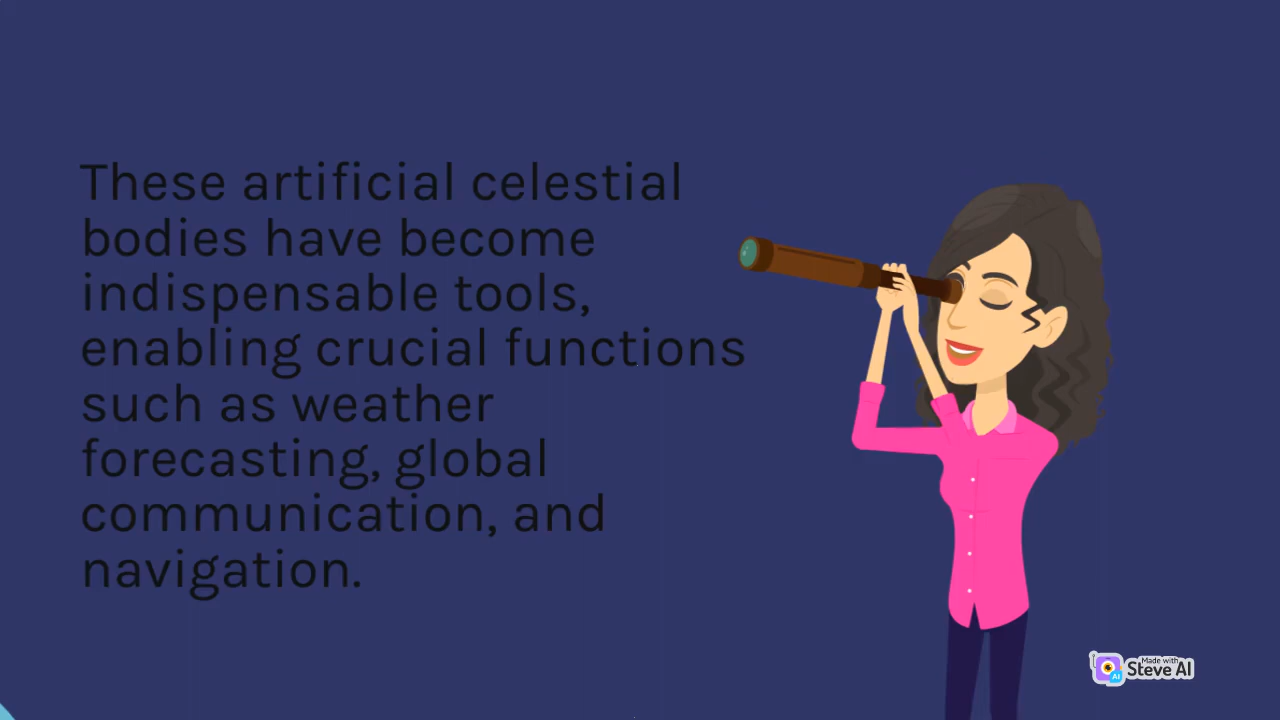 These artificial celestial
bodies have become
indispensable tools,
enabling crucial functions
such as weather
forecasting, global
communication, and
navigation.
Made with
Steve AI
AI